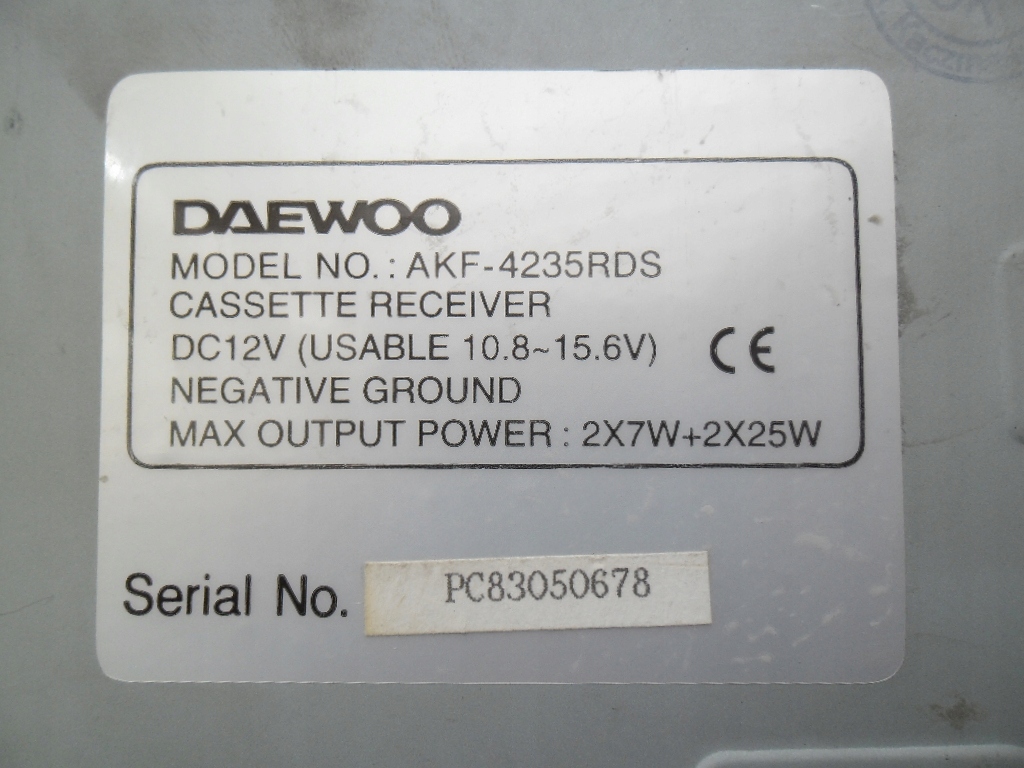 DAEWOO
MODEL NO.: AKF-4235RDS
CASSETTE RECEIVER
DC12V (USABLE 10.8~15.6V) CE
NEGATIVE GROUND
MAX OUTPUT POWER : 2X7W+2X25W
Serial No. PC83050678